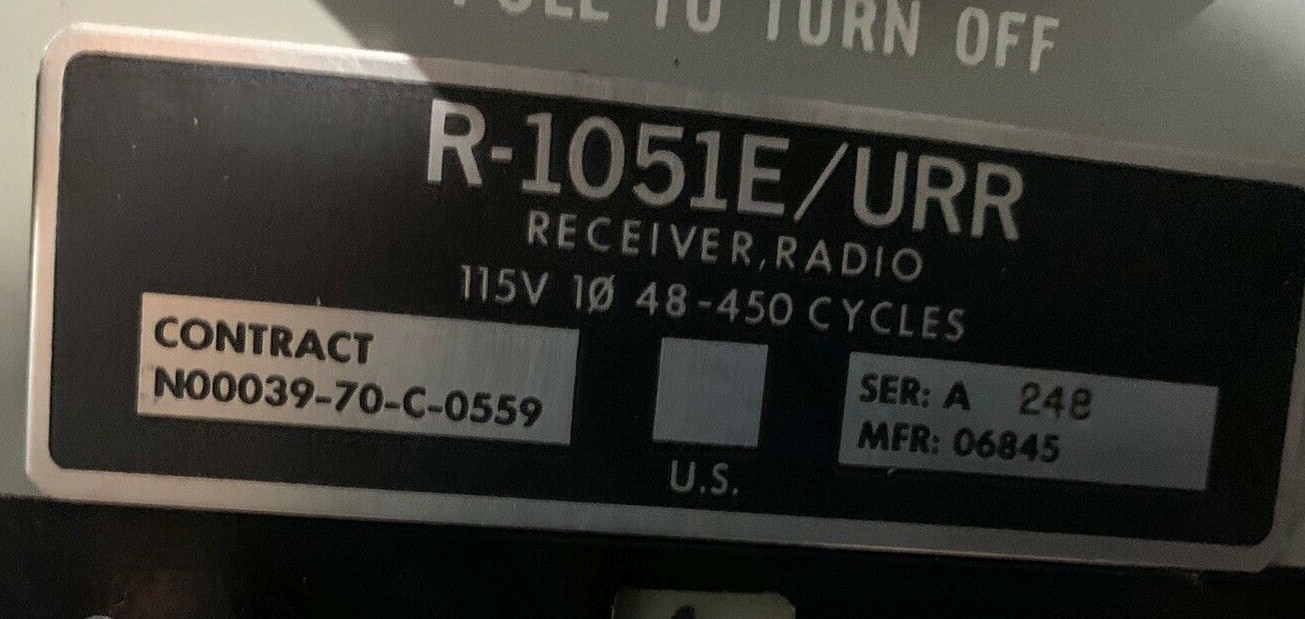 TO TURN OFF
R-1051E/URR
RECEIVER, RADIO
115V 1Ø 48-450 CYCLES
CONTRACT
N00039-70-C-0559
U.S.
SER: A 248
MFR: 06845